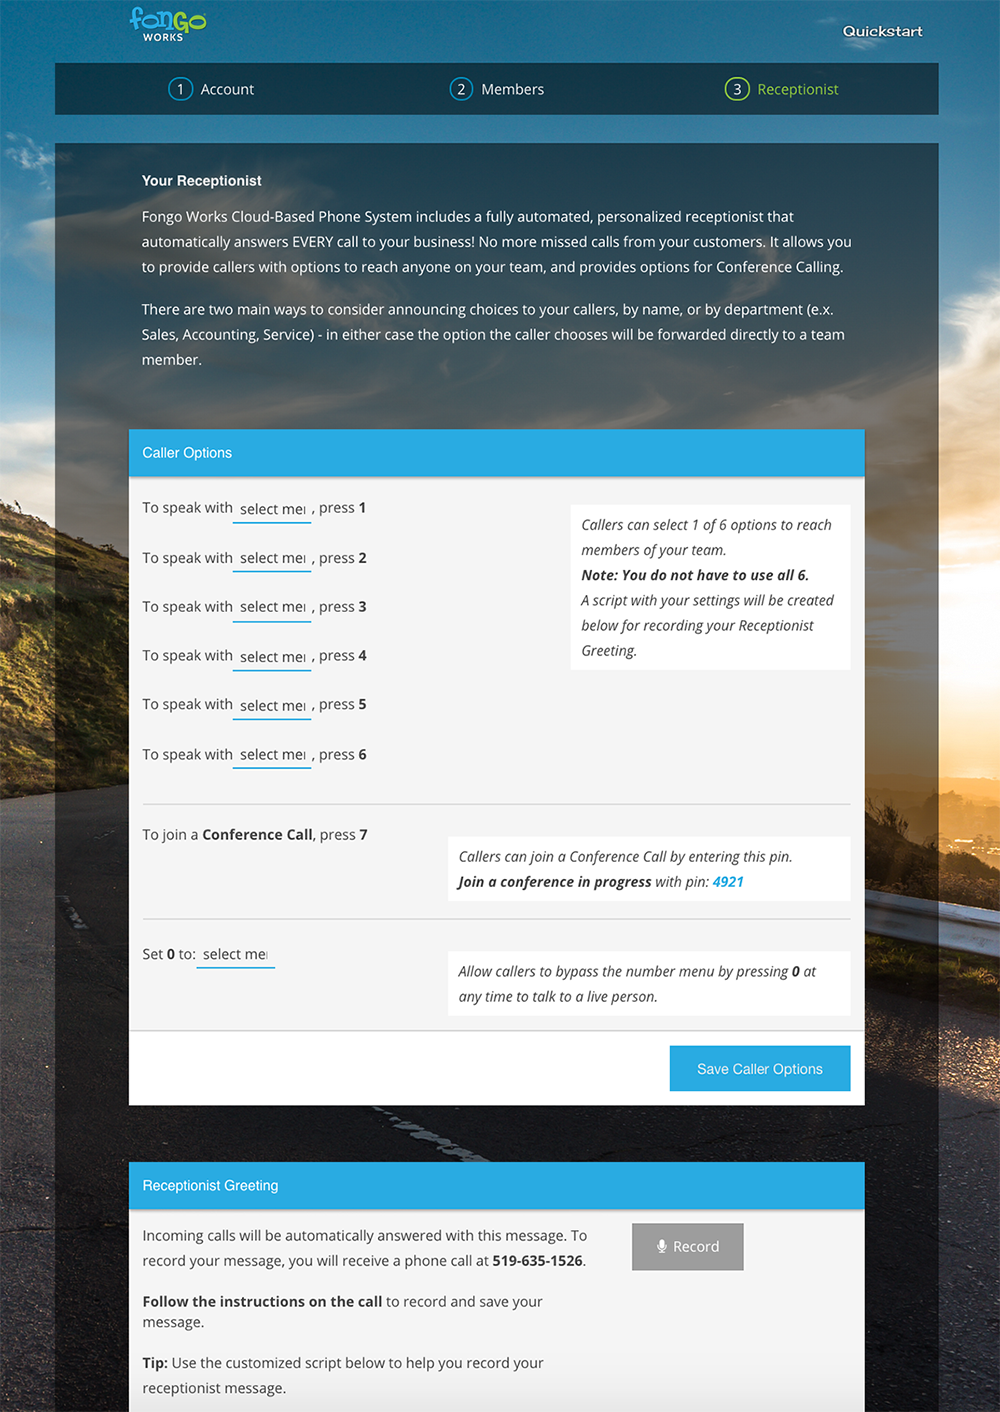 fonGo
WORKS
Quickstart
1 Account
2 Members
3 Receptionist
Your Receptionist
Fongo Works Cloud-Based Phone System includes a fully automated, personalized receptionist that
automatically answers EVERY call to your business! No more missed calls from your customers. It allows you
to provide callers with options to reach anyone on your team, and provides options for Conference Calling.
There are two main ways to consider announcing choices to your callers, by name, or by department (e.x.
Sales, Accounting, Service) - in either case the option the caller chooses will be forwarded directly to a team
member.
Caller Options
To speak with select me , press 1
To speak with select me , press 2
To speak with select me , press 3
To speak with select me , press 4
To speak with select me , press 5
To speak with select me , press 6
Callers can select 1 of 6 options to reach
members of your team.
Note: You do not have to use all 6.
A script with your settings will be created
below for recording your Receptionist
Greeting.
To join a Conference Call, press 7
Callers can join a Conference Call by entering this pin.
Join a conference in progress with pin: 4921
Set 0 to: select me
Allow callers to bypass the number menu by pressing 0 at
any time to talk to a live person.
Save Caller Options
Receptionist Greeting
Incoming calls will be automatically answered with this message. To
record your message, you will receive a phone call at 519-635-1526.
Record
Follow the instructions on the call to record and save your
message.
Tip: Use the customized script below to help you record your
receptionist message.